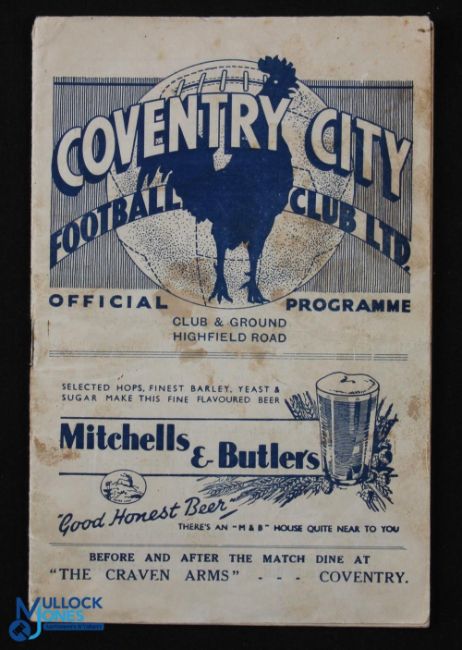 COVENTRY CITY
FOOTBALL CLUB LTD.
OFFICIAL PROGRAMME
CLUB & GROUND
HIGHFIELD ROAD
SELECTED HOPS, FINEST BARLEY, YEAST &
SUGAR MAKE THIS FINE FLAVOURED BEER
Mitchells
& Butlers
"Good Honest Beer"
THERE'S AN "M & B" HOUSE QUITE NEAR TO YOU
BEFORE AND AFTER THE MATCH DINE AT
"THE CRAVEN ARMS" - - - COVENTRY.
MULLOCK
JONES